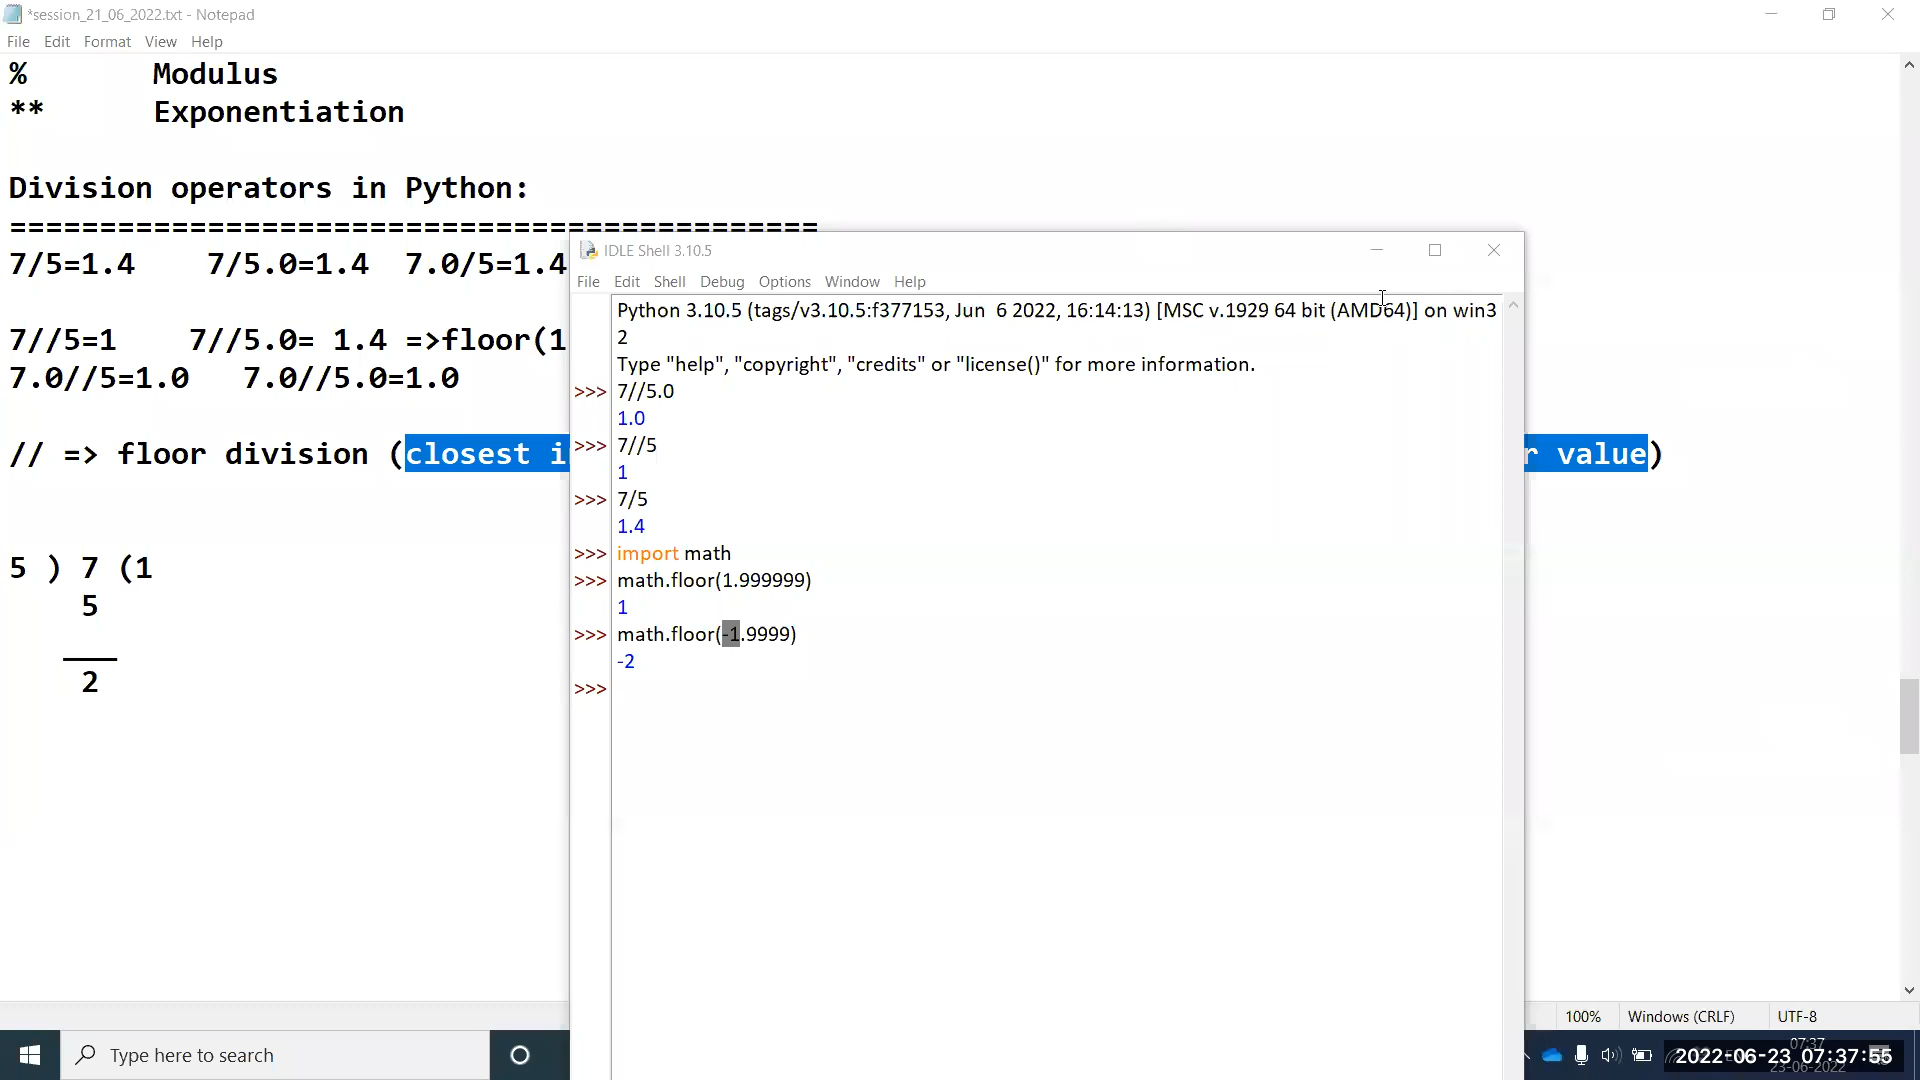 *session_21_06_2022.txt - Notepad
File Edit Format View Help
% Modulus
** Exponentiation
Division operators in Python:
=============================================
7/5=1.4 7/5.0=1.4 7.0/5=1.4
7//5=1 7//5.0= 1.4 =>floor(1
7.0//5=1.0 7.0//5.0=1.0
// => floor division (closest i
r value)
5 ) 7 (1
5
___
2
IDLE Shell 3.10.5
File Edit Shell Debug Options Window Help
Python 3.10.5 (tags/v3.10.5:f377153, Jun 6 2022, 16:14:13) [MSC v.1929 64 bit (AMD64)] on win3
2
Type "help", "copyright", "credits" or "license()" for more information.
>>> 7//5.0
1.0
>>> 7//5
1
>>> 7/5
1.4
>>> import math
>>> math.floor(1.999999)
1
>>> math.floor(-1.9999)
-2
>>>
100% Windows (CRLF) UTF-8
Type here to search
07:37
2022-06-23 07:37:55
23-06-2022